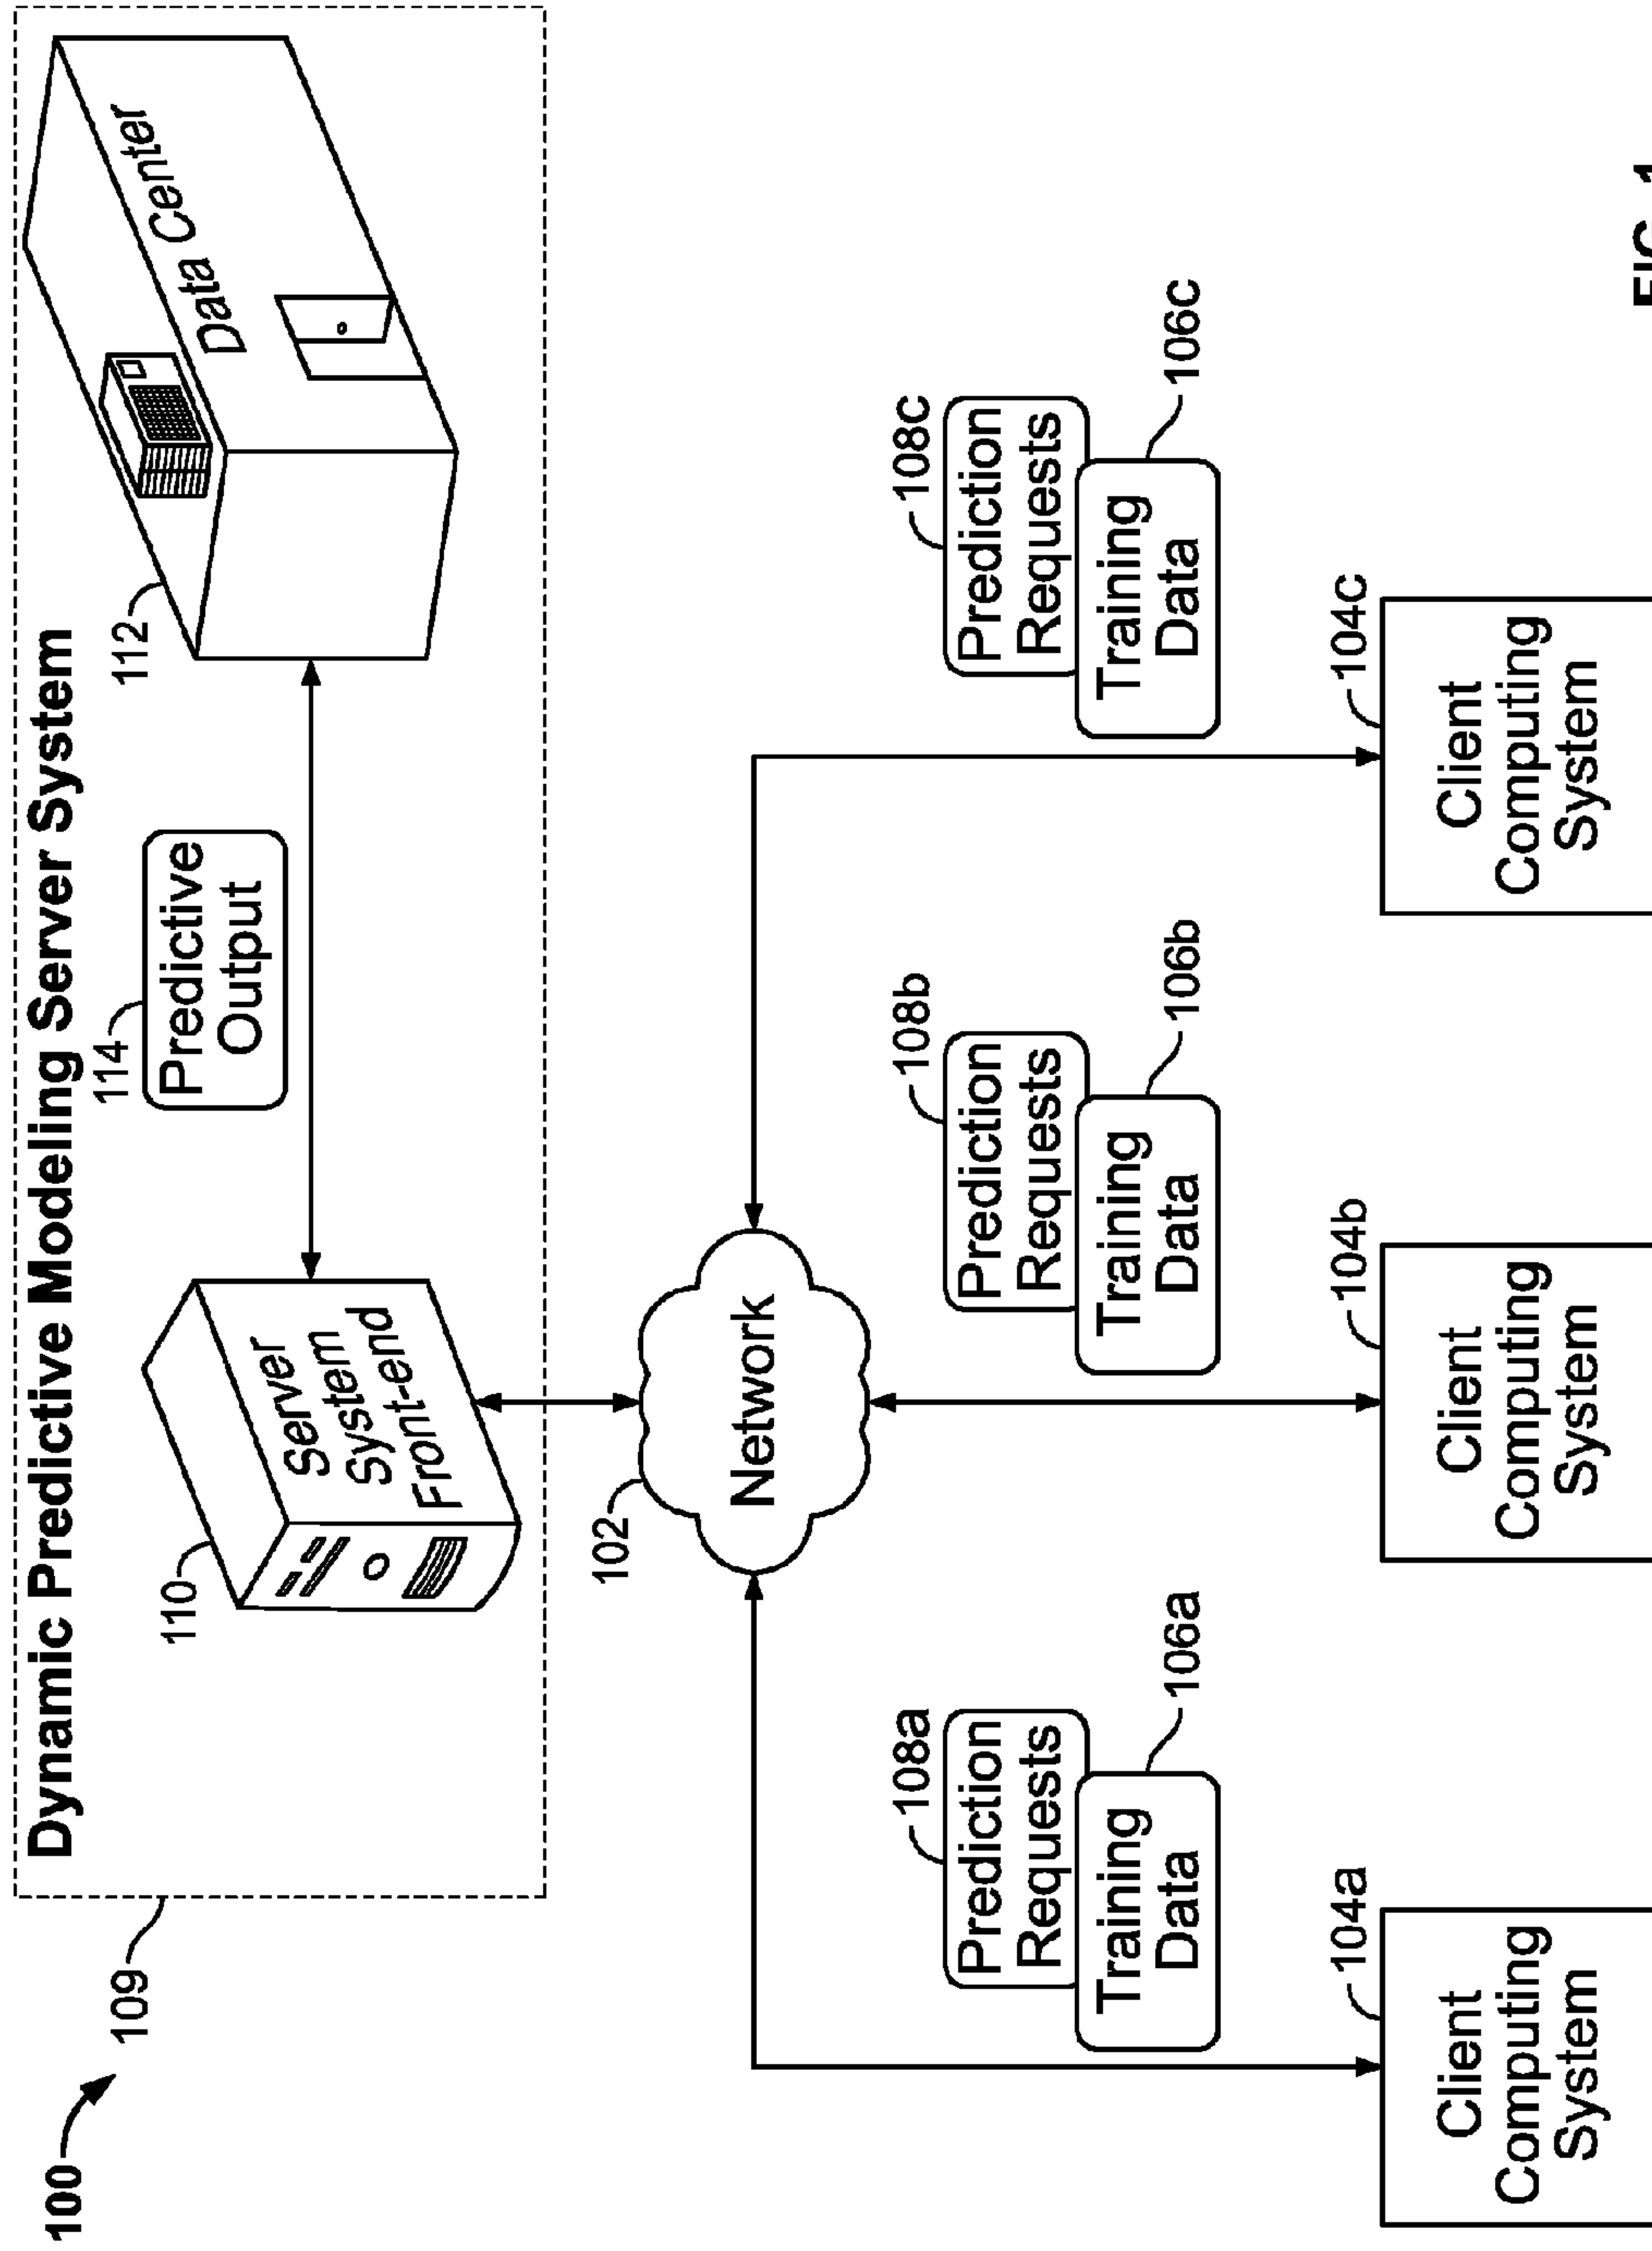 100
109
Dynamic Predictive Modeling Server System
110
Server
System
Front-end
114
Predictive
Output
112
Data Center
102
Network
108a
Prediction
Requests
Training
Data
106a
108b
Prediction
Requests
Training
Data
106b
108c
Prediction
Requests
Training
Data
106c
104a
Client
Computing
System
104b
Client
Computing
System
104c
Client
Computing
System
FIG. 1